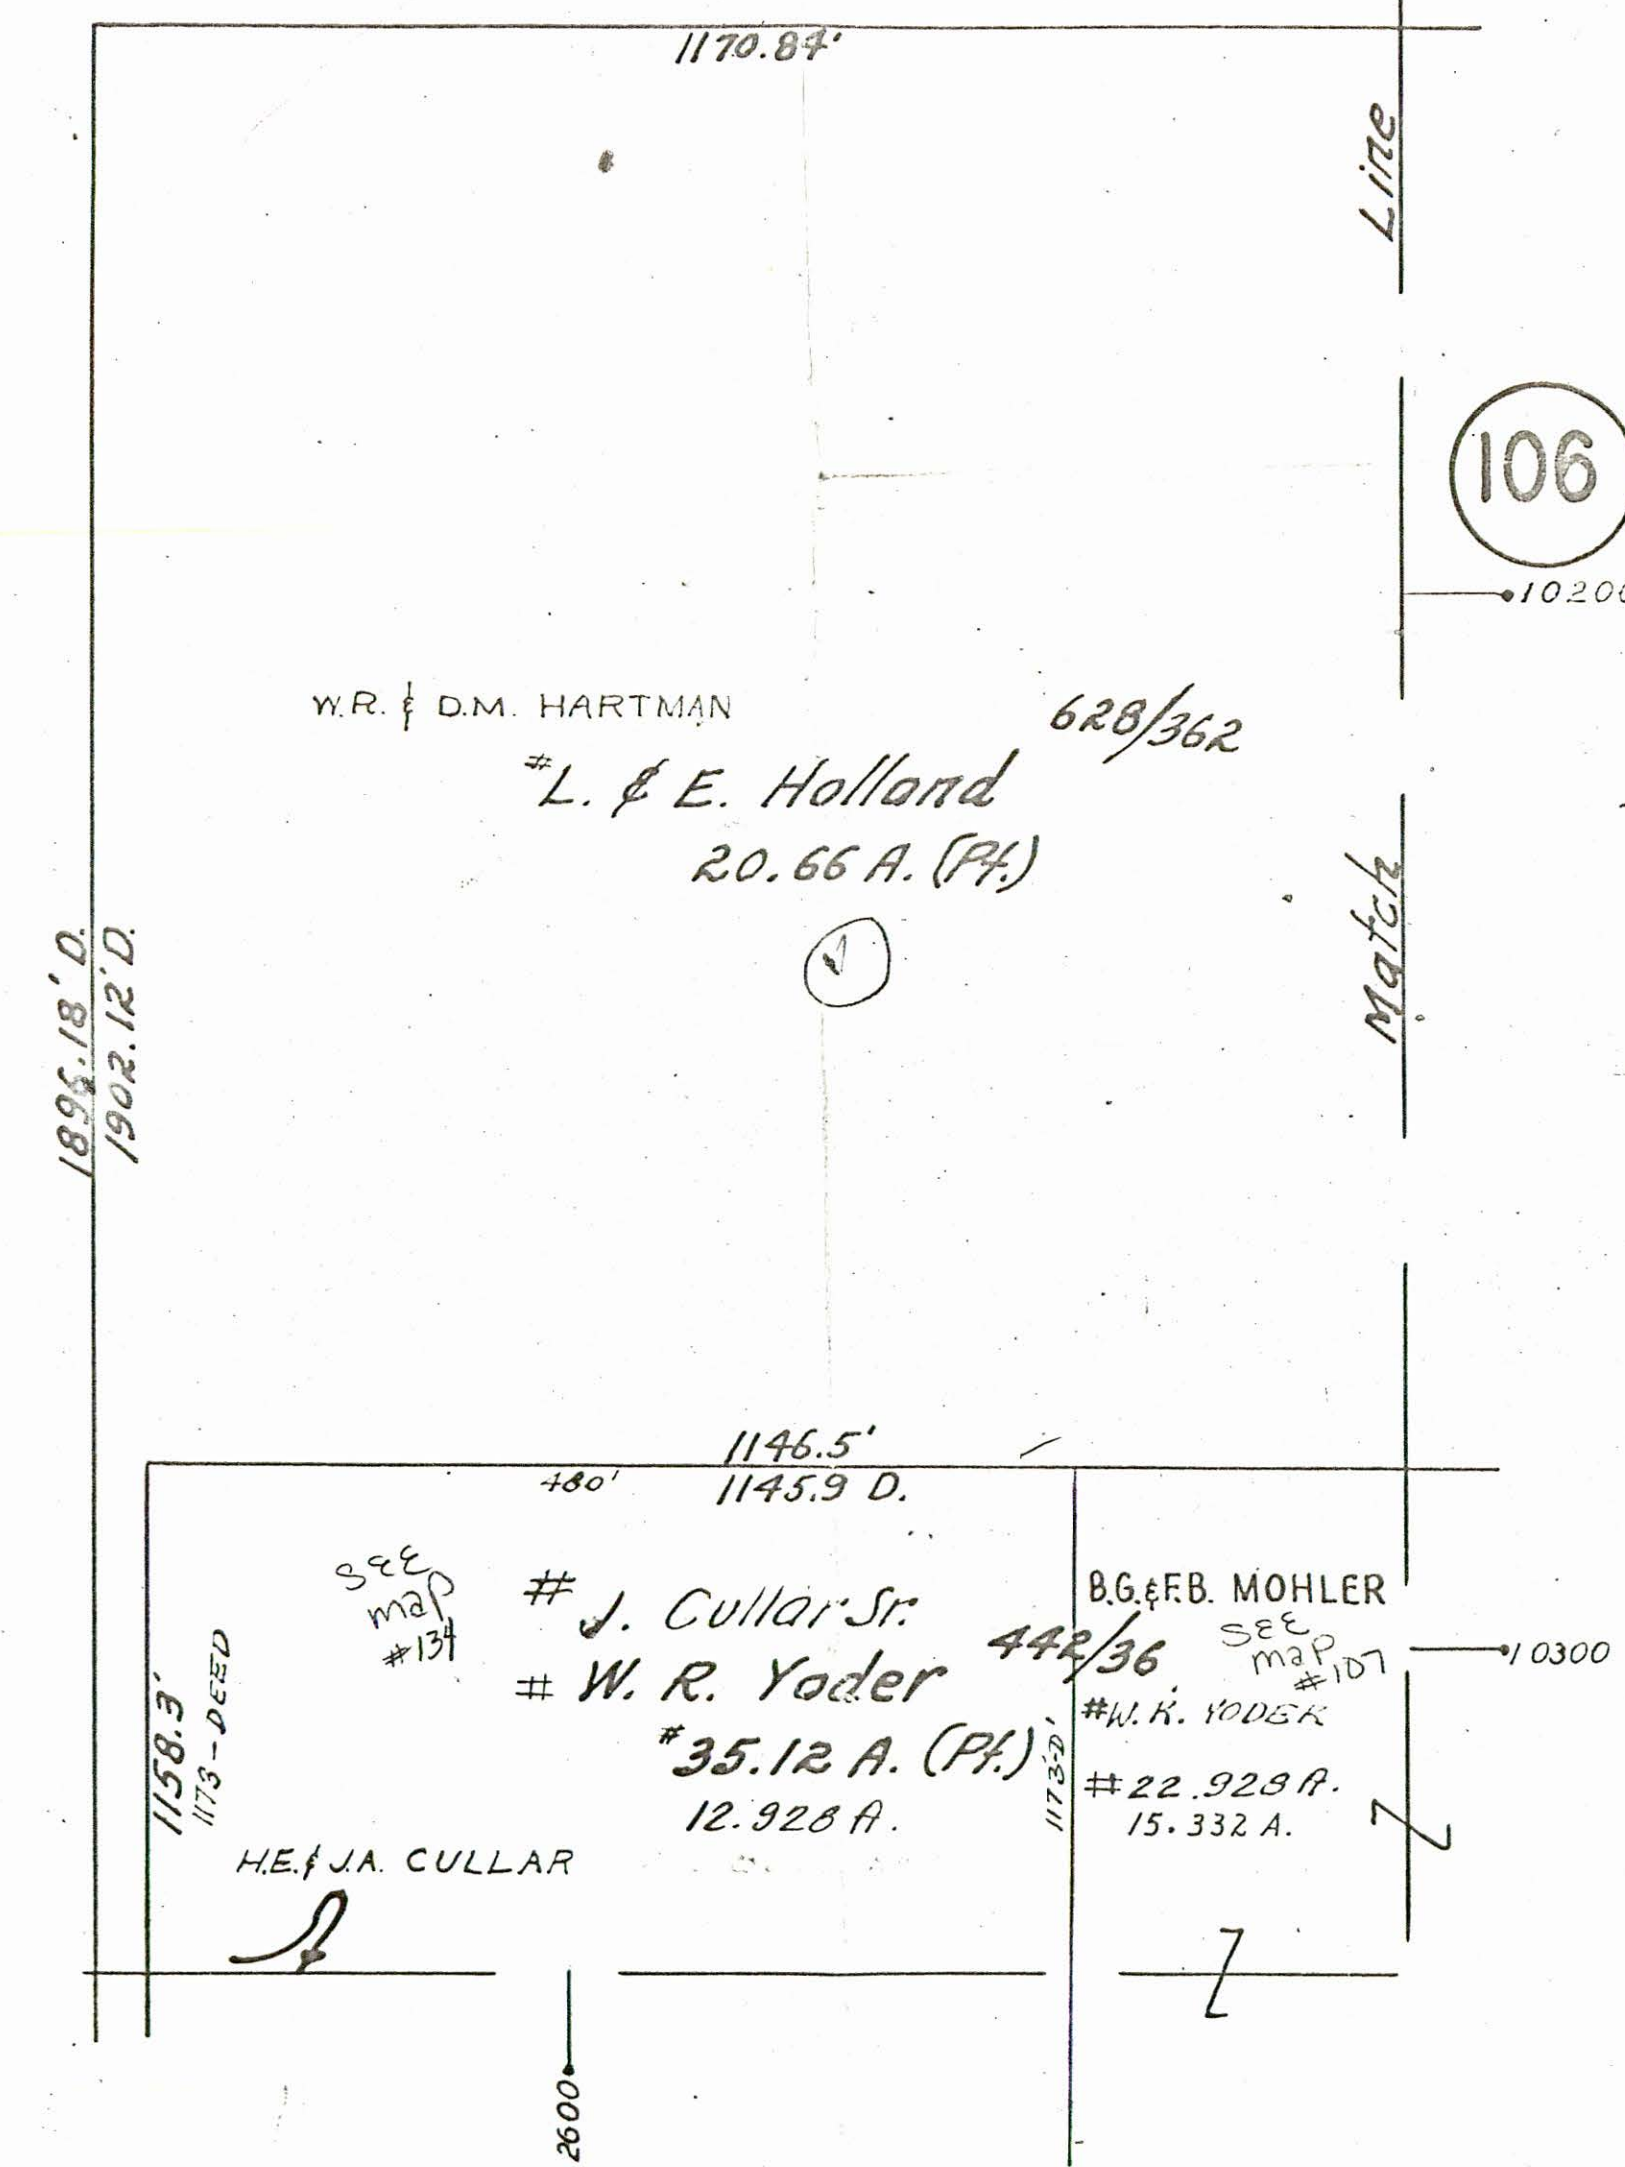 1170.84'
Line
106
W.R. & D.M. HARTMAN
628/362
#L. & E. Holland
20.66 A. (Pt.)
Match
1896.18' D.
1902.12' D.
1146.5'
480'
1145.9 D.
SEE
map
#134
# J. Cullar Sr.
# W. R. Yoder
442/36
#35.12 A. (Pt.)
12.928 A.
1158.3'
1173-DEED
H.E. & J.A. CULLAR
1173'-D'
B.G. & F.B. MOHLER
SEE
map
#107
#W.R. YODER
#22.928 A.
15.332 A.
10300
2600